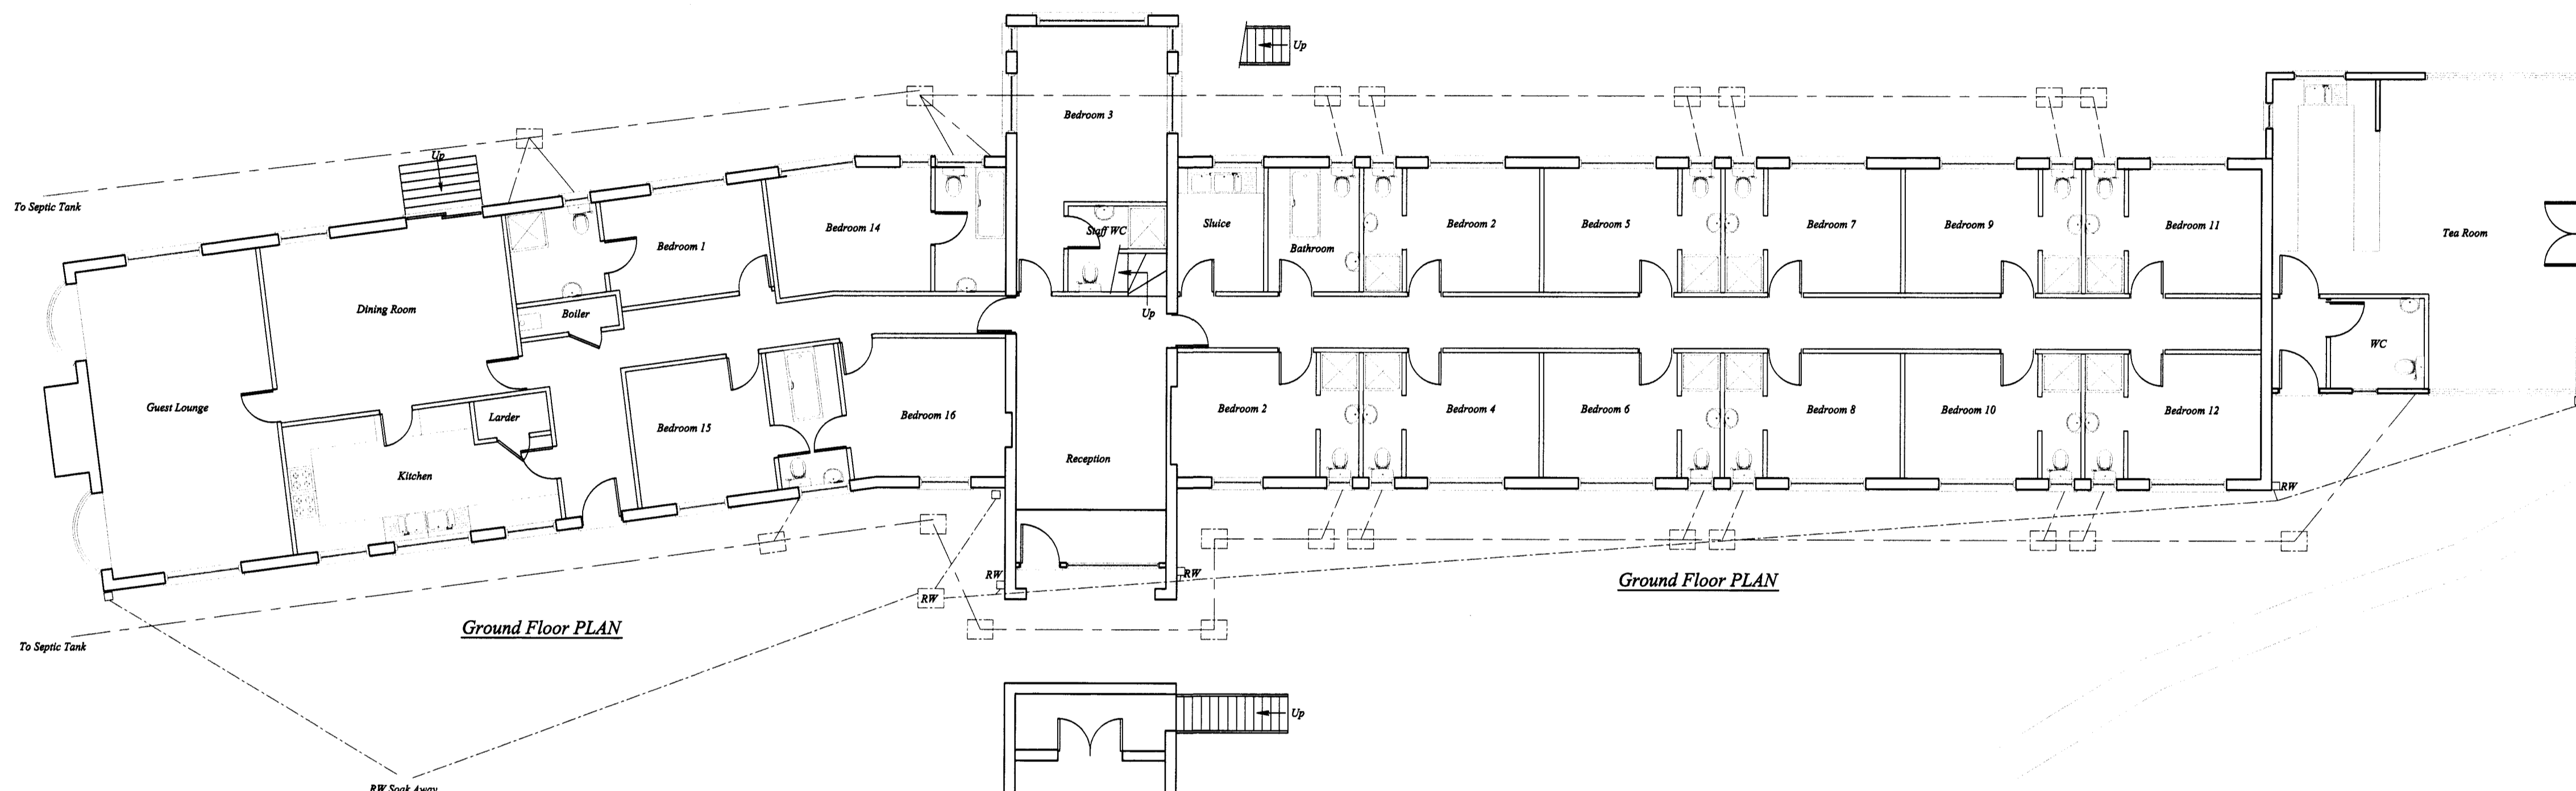 Up
Bedroom 3
Up
To Septic Tank
Staff WC
Bedroom 14
Bedroom 1
Sluice
Bathroom
Bedroom 2
Bedroom 5
Bedroom 7
Bedroom 9
Bedroom 11
Tea Room
Dining Room
Boiler
Up
WC
Guest Lounge
Larder
Kitchen
Bedroom 15
Bedroom 16
Reception
Bedroom 2
Bedroom 4
Bedroom 6
Bedroom 8
Bedroom 10
Bedroom 12
RW
RW
RW
RW
Ground Floor PLAN
Ground Floor PLAN
To Septic Tank
Up
RW Soak Away